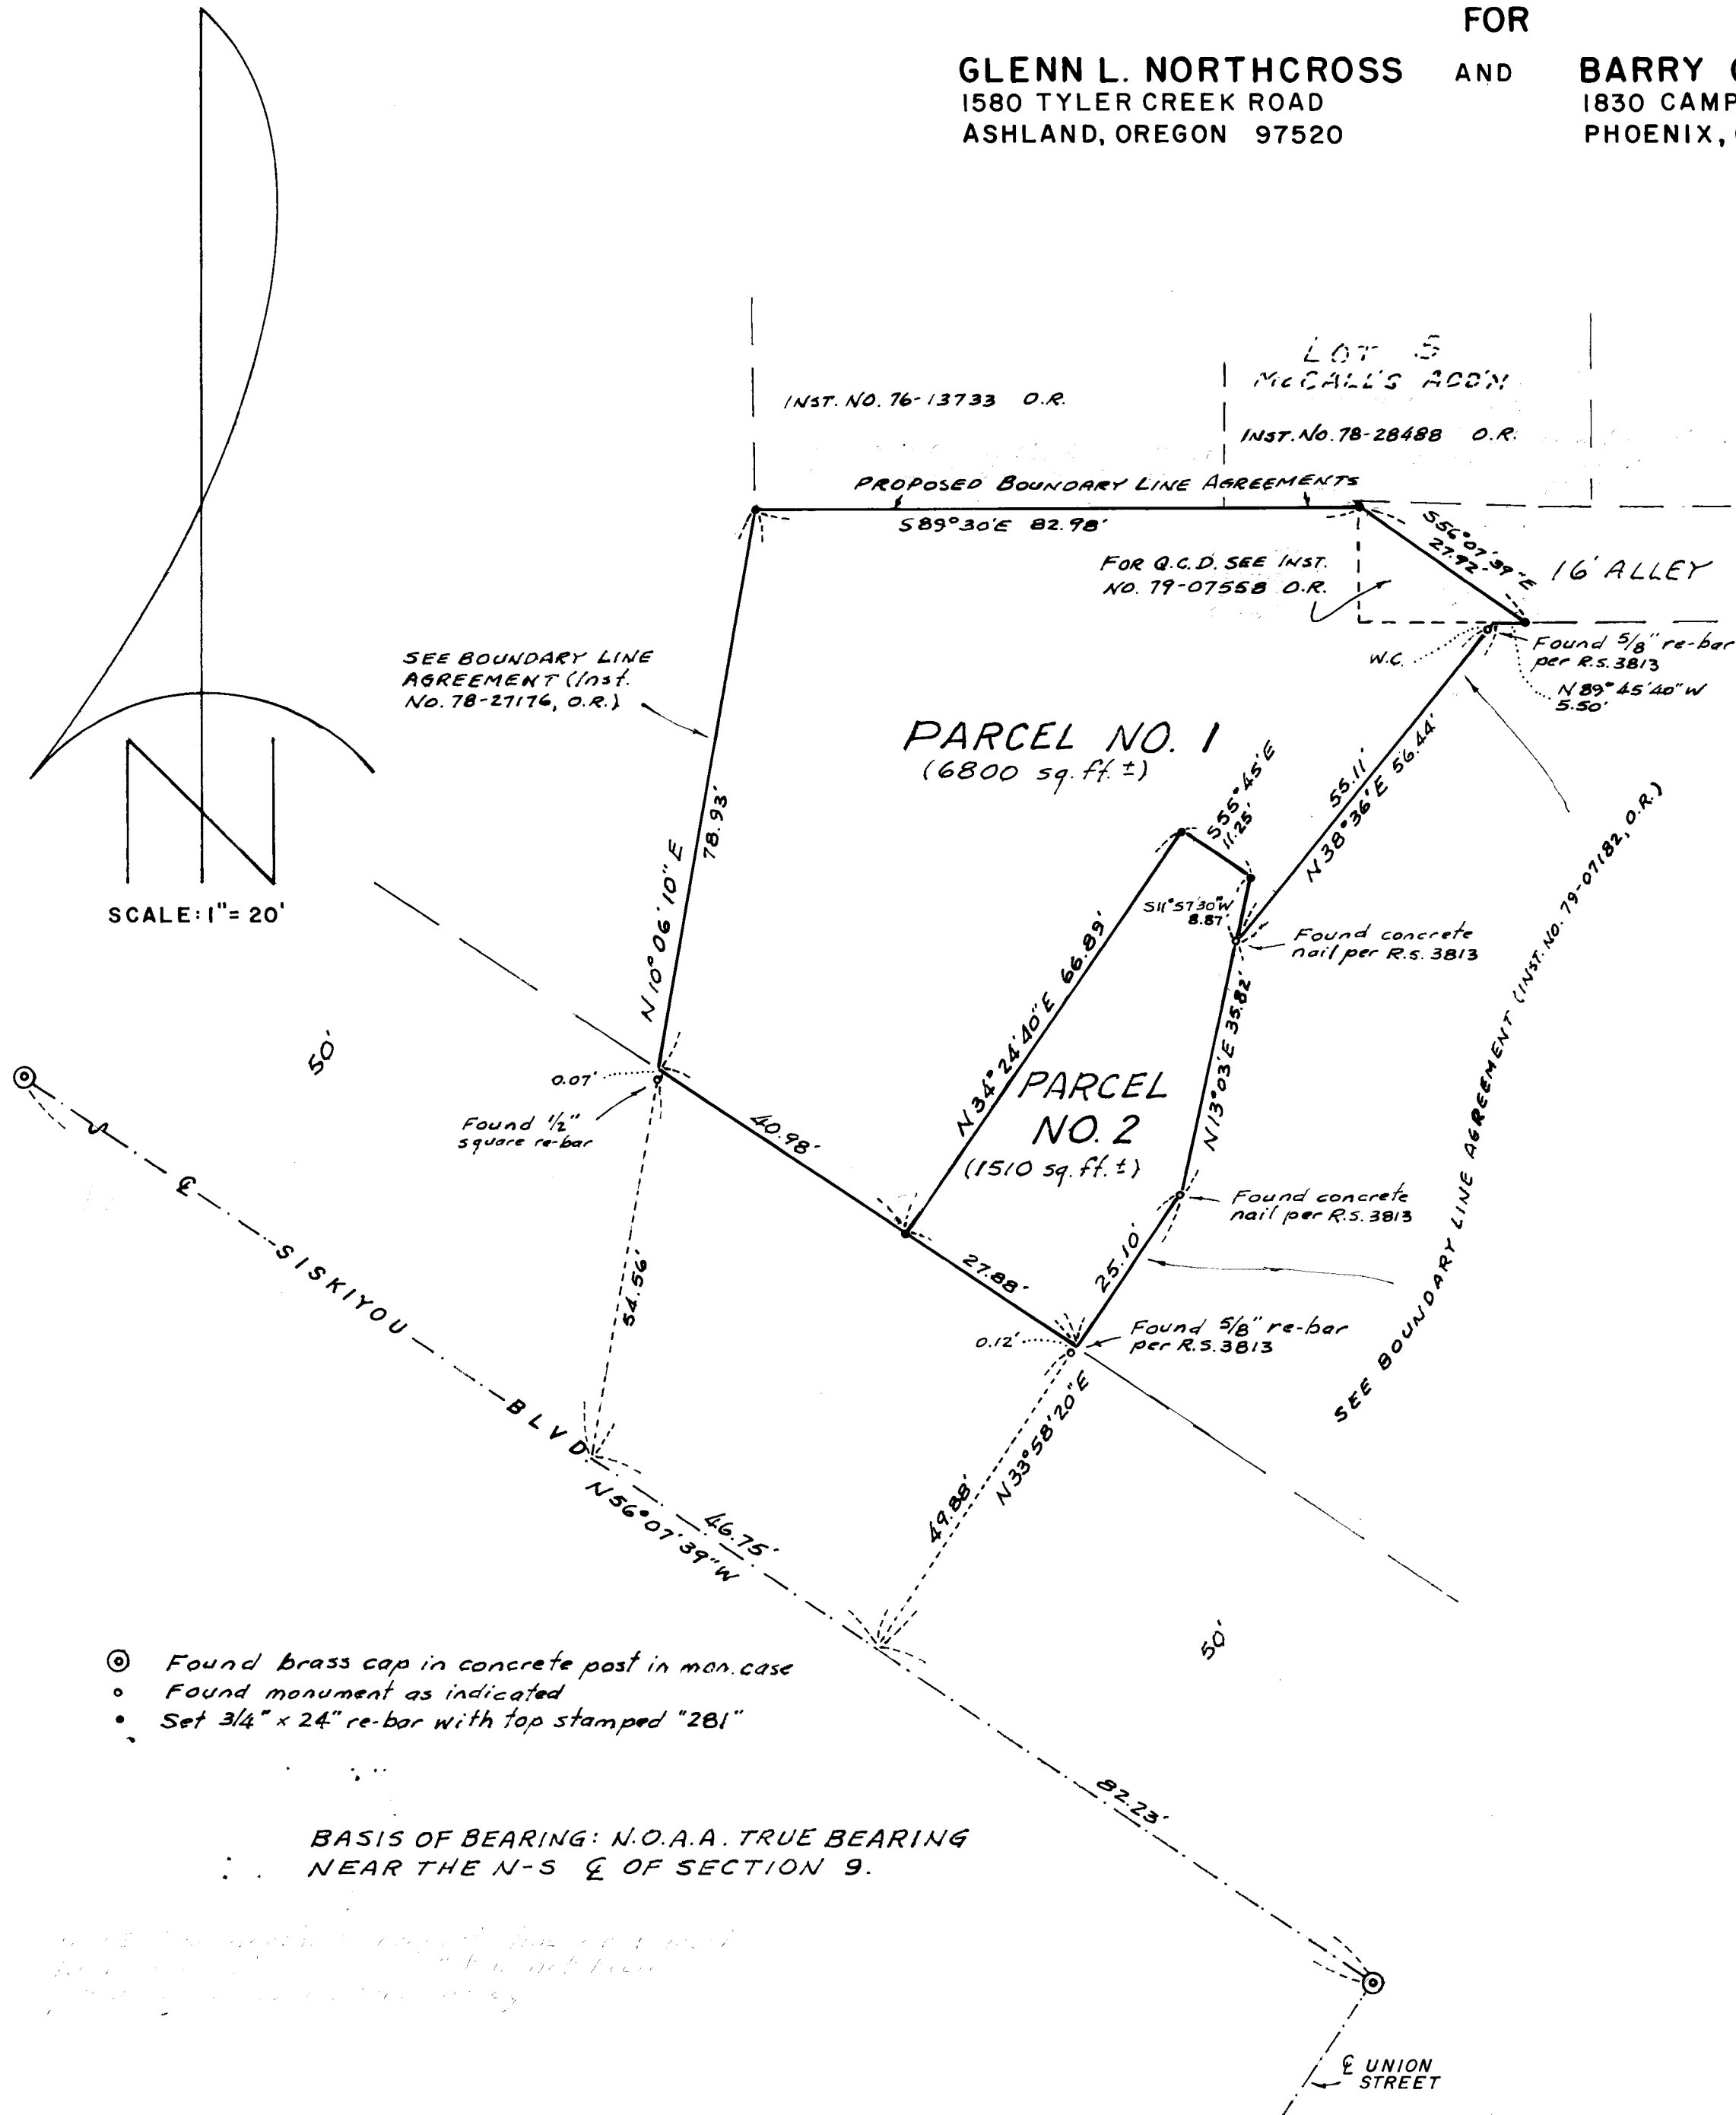 FOR
GLENN L. NORTHCROSS AND BARRY
1580 TYLER CREEK ROAD
ASHLAND, OREGON 97520
1830 CAMP
PHOENIX,
LOT 5
McCALL'S ADD'N
INST. NO. 76-13733 O.R.
INST. No. 78-28488 O.R.
PROPOSED BOUNDARY LINE AGREEMENTS
S89°30'E 82.98'
S56°07'39"E
27.92'
16' ALLEY
FOR Q.C.D. SEE INST.
NO. 79-07558 O.R.
W.C.
Found 5/8" re-bar
per R.S. 3813
N89°45'40"W
5.50'
SEE BOUNDARY LINE
AGREEMENT (Inst.
No. 78-27176, O.R.)
PARCEL NO. 1
(6800 sq. ft. ±)
S55°45'E
11.25'
55.11'
N38°36'E 56.44'
78.93'
N10°06'10"E
SCALE: 1" = 20'
S11°57'30"W
8.87'
Found concrete
nail per R.S. 3813
N34°24'40"E 66.89'
N13°03'E 35.82'
SEE BOUNDARY LINE AGREEMENT (INST. NO. 79-07182, O.R.)
50'
0.07'
Found 1/2"
square re-bar
PARCEL
NO. 2
(1510 sq. ft. ±)
40.98'
Found concrete
nail per R.S. 3813
25.10'
27.88'
54.56'
0.12'
Found 5/8" re-bar
per R.S. 3813
℄ SISKIYOU BLVD.
N33°58'20"E
49.88'
46.75'
N56°07'39"W
50'
Found brass cap in concrete post in mon. case
Found monument as indicated
Set 3/4" x 24" re-bar with top stamped "281"
82.23'
BASIS OF BEARING: N.O.A.A. TRUE BEARING
NEAR THE N-S ℄ OF SECTION 9.
℄ UNION
STREET